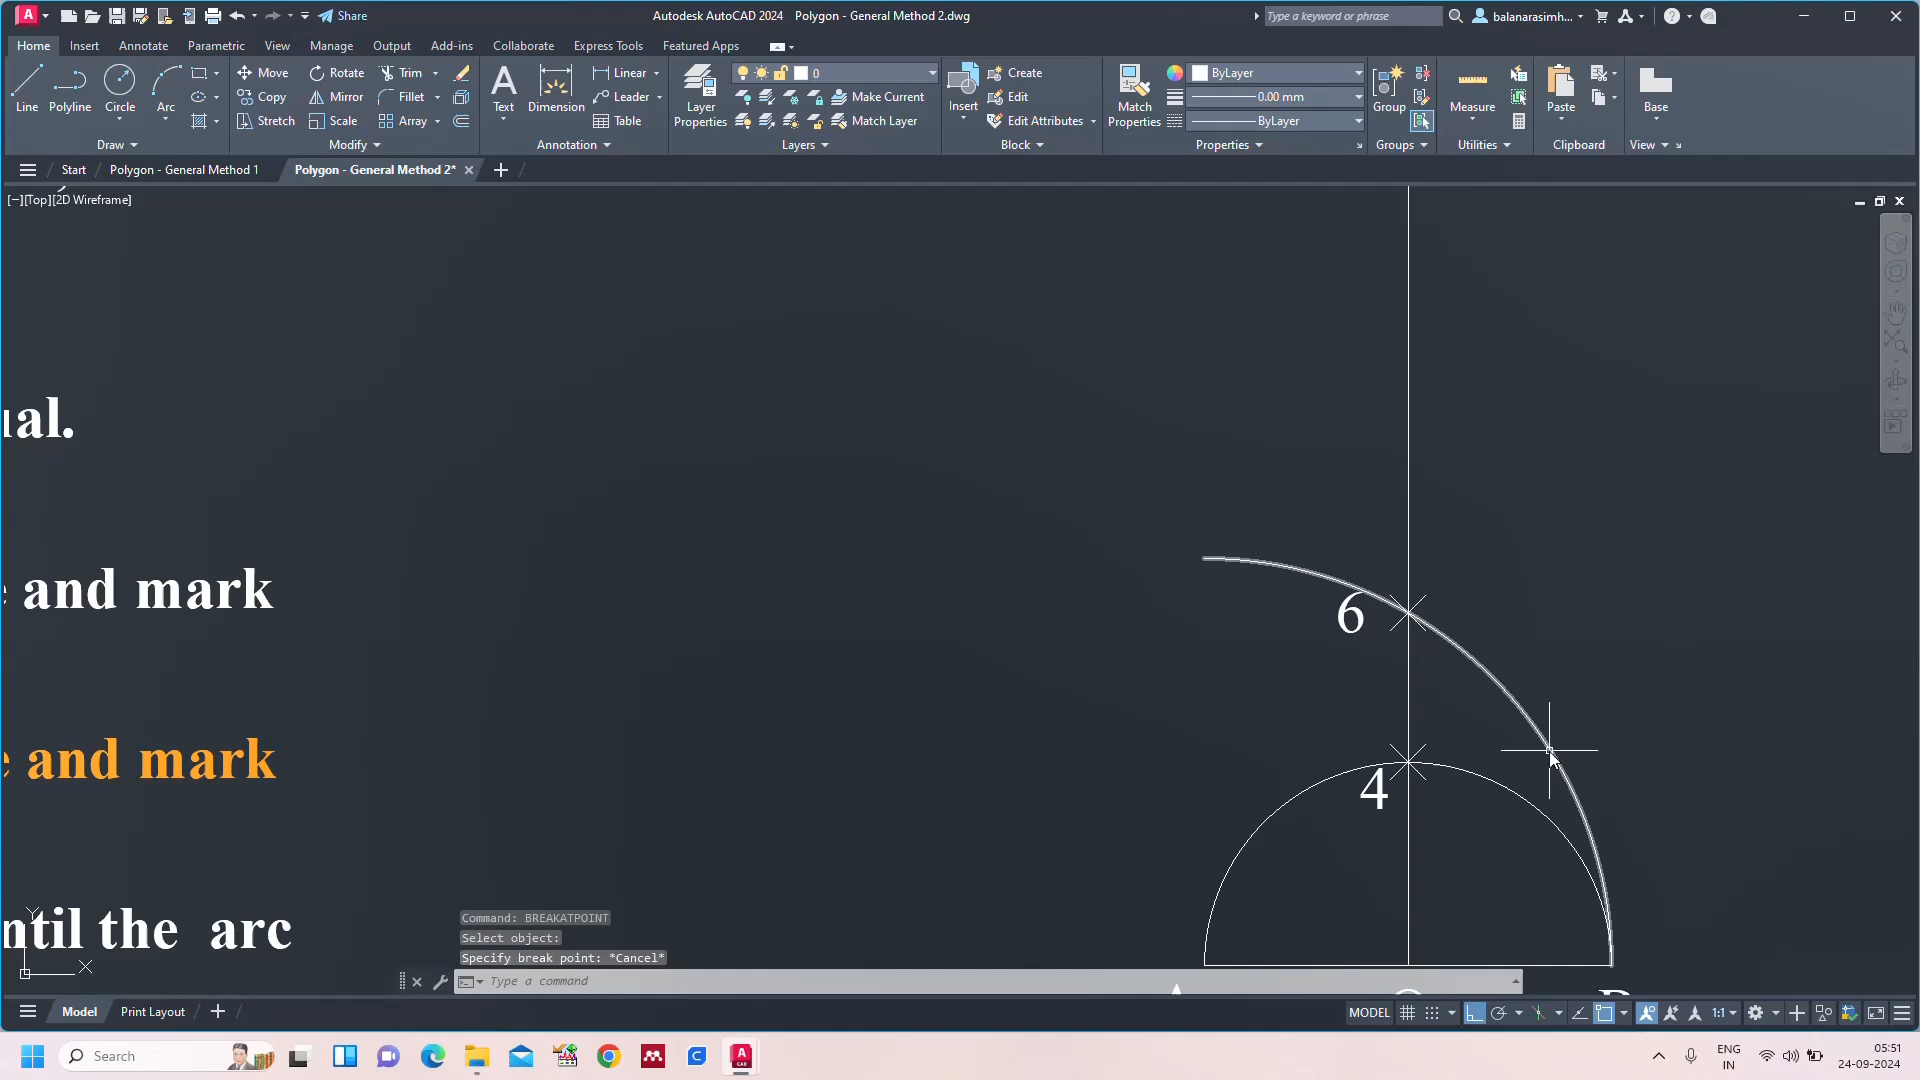 Share
Autodesk AutoCAD 2024 Polygon - General Method 2.dwg
Type a keyword or phrase
balanarasimh...
Home Insert Annotate Parametric View Manage Output Add-ins Collaborate Express Tools Featured Apps
Line
Polyline
Circle
Arc
Draw
Move Rotate Trim
Copy Mirror Fillet
Stretch Scale Array
Modify
Text
Dimension
Linear
Leader
Table
Annotation
Layer
Properties
0
Make Current
Match Layer
Layers
Insert
Create
Edit
Edit Attributes
Block
Match
Properties
ByLayer
0.00 mm
ByLayer
Properties
Group
Groups
Measure
Utilities
Paste
Clipboard
Base
View
Start Polygon - General Method 1 Polygon - General Method 2*
[−][Top][2D Wireframe]
ual.
e and mark
e and mark
ntil the arc
6
4
Y
X
Command: BREAKATPOINT
Select object:
Specify break point: *Cancel*
Type a command
Model Print Layout
MODEL
1:1
Search
ENG
IN
05:51
24-09-2024